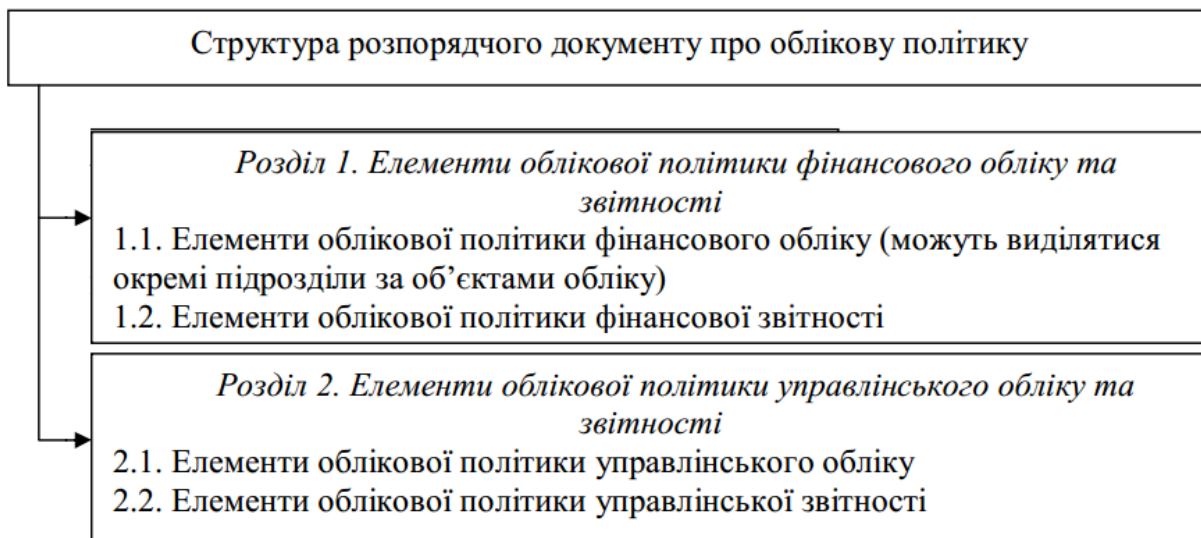 Структура розпорядчого документу про облікову політику
Розділ 1. Елементи облікової політики фінансового обліку та
звітності
1.1. Елементи облікової політики фінансового обліку (можуть виділятися
окремі підрозділи за об’єктами обліку)
1.2. Елементи облікової політики фінансової звітності
Розділ 2. Елементи облікової політики управлінського обліку та
звітності
2.1. Елементи облікової політики управлінського обліку
2.2. Елементи облікової політики управлінської звітності